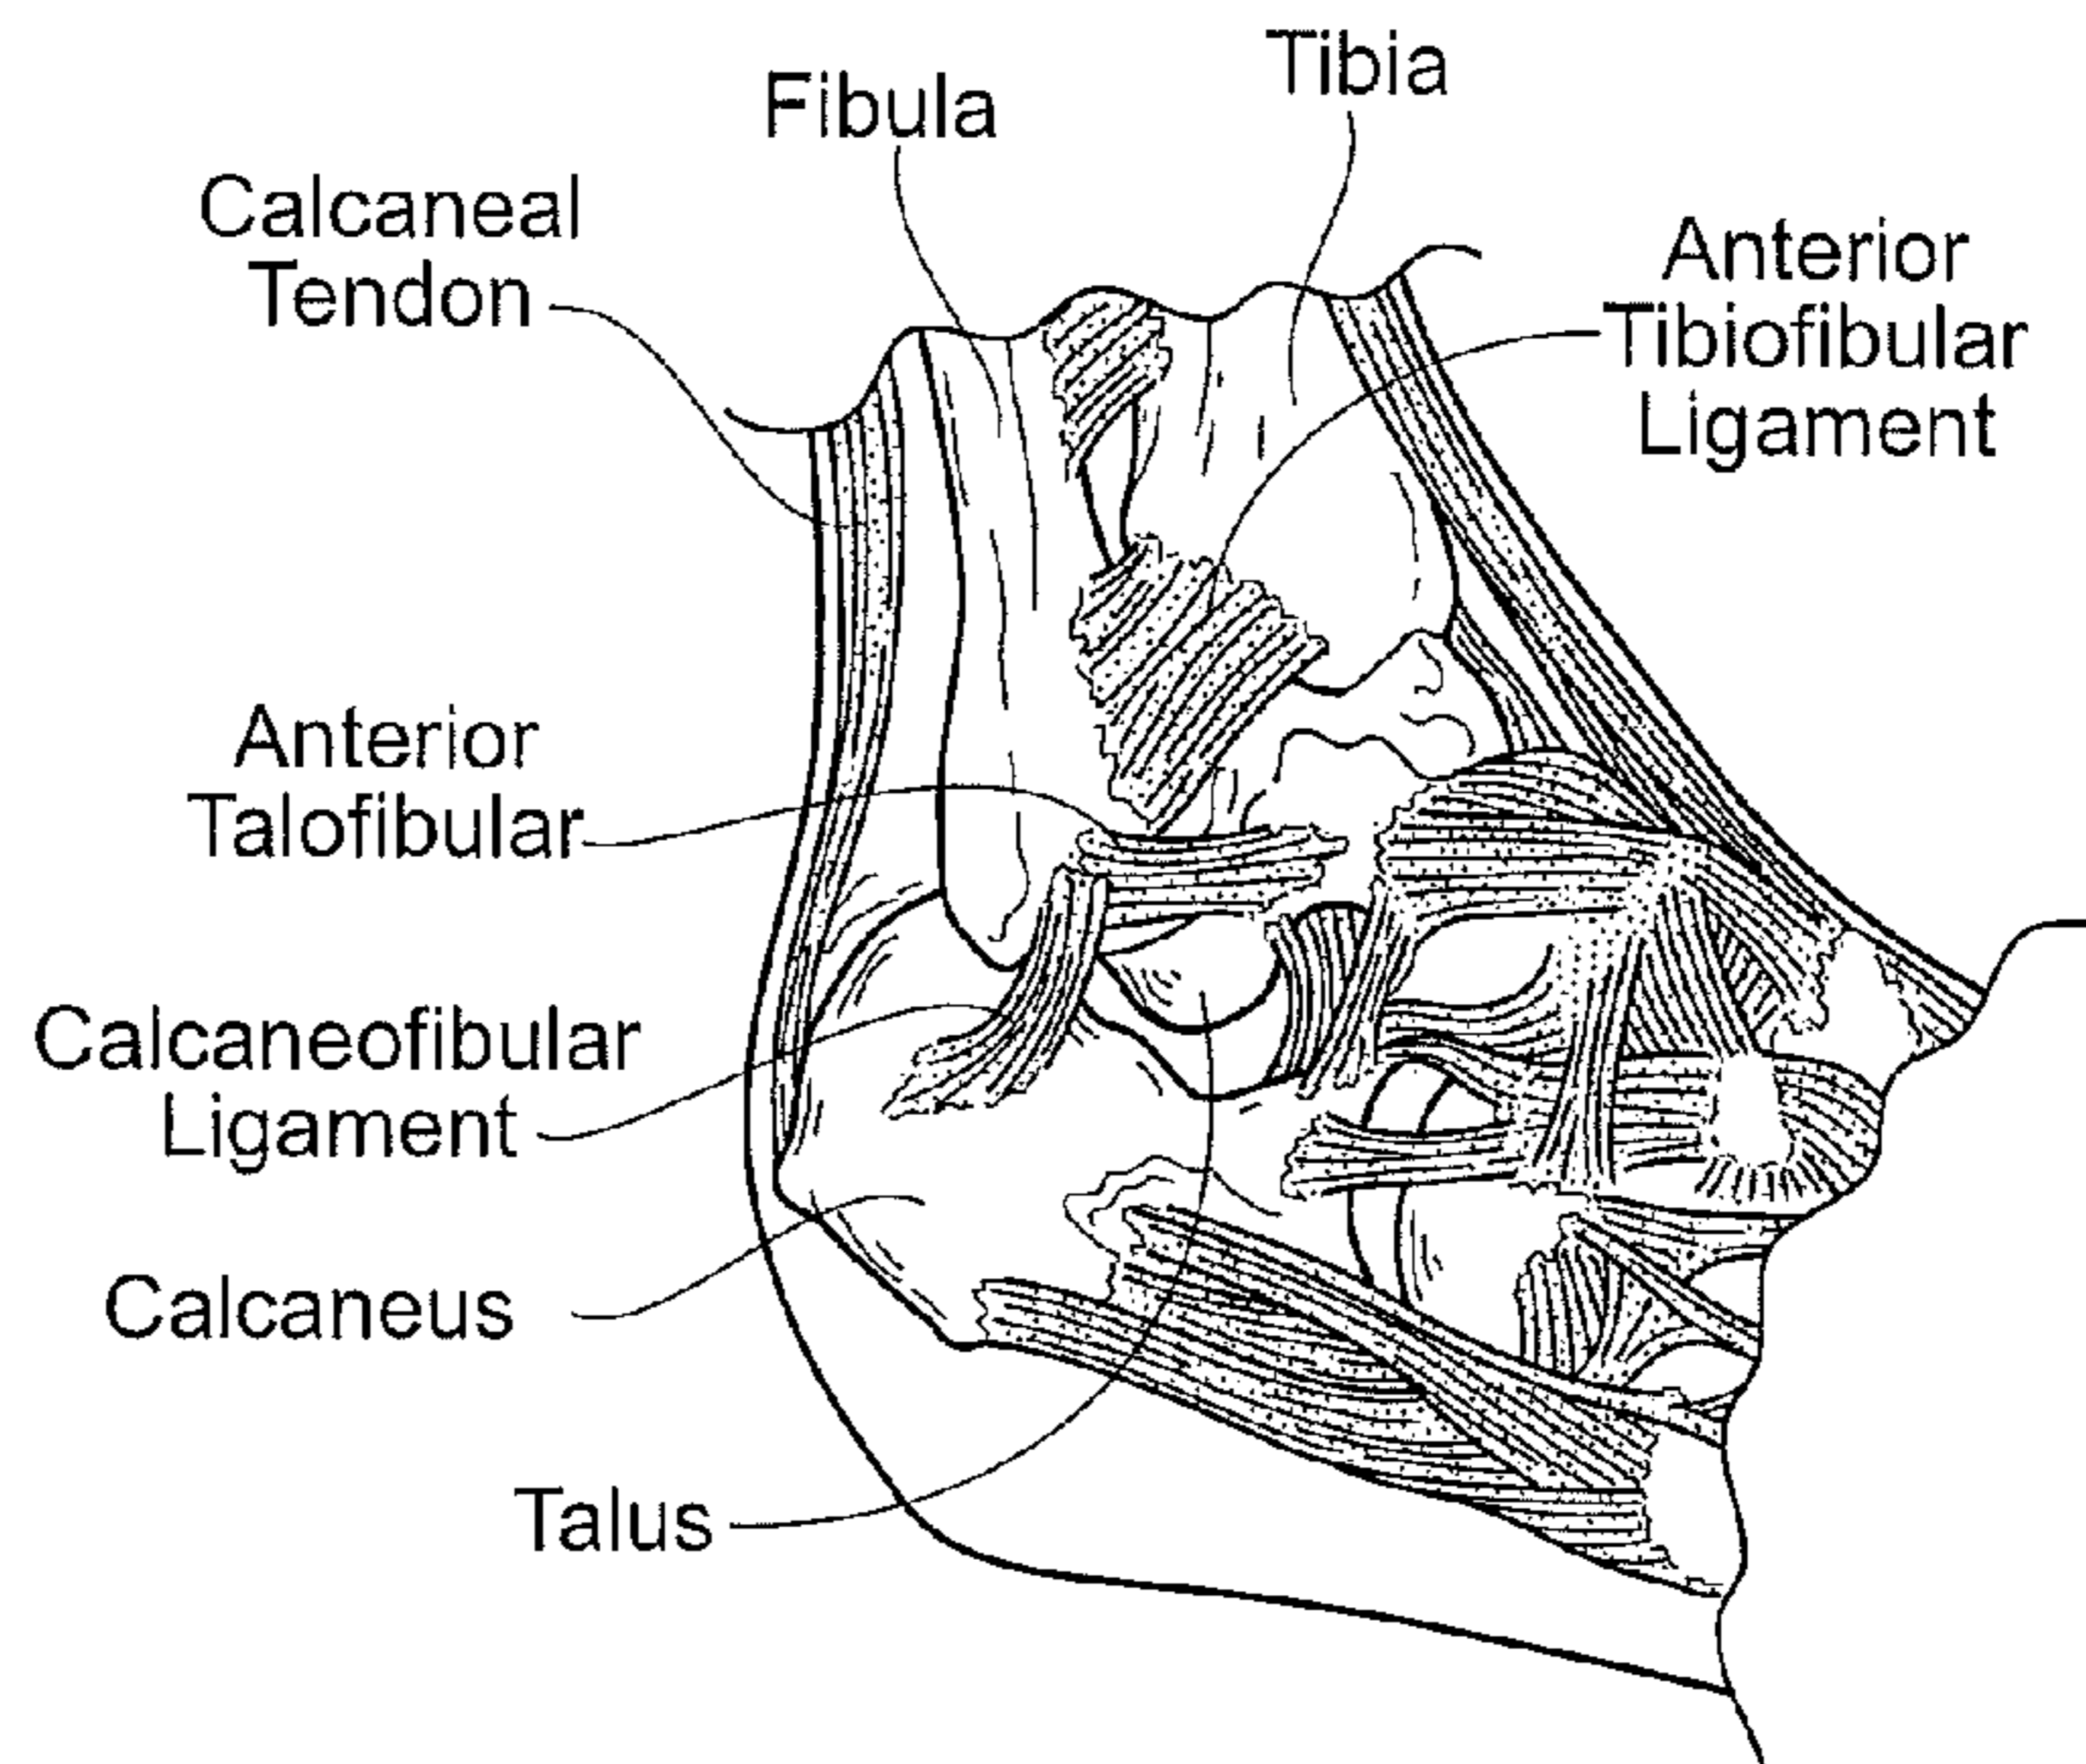 Tibia
Fibula
Calcaneal
Tendon
Anterior
Tibiofibular
Ligament
Anterior
Talofibular
Calcaneofibular
Ligament
Calcaneus
Talus